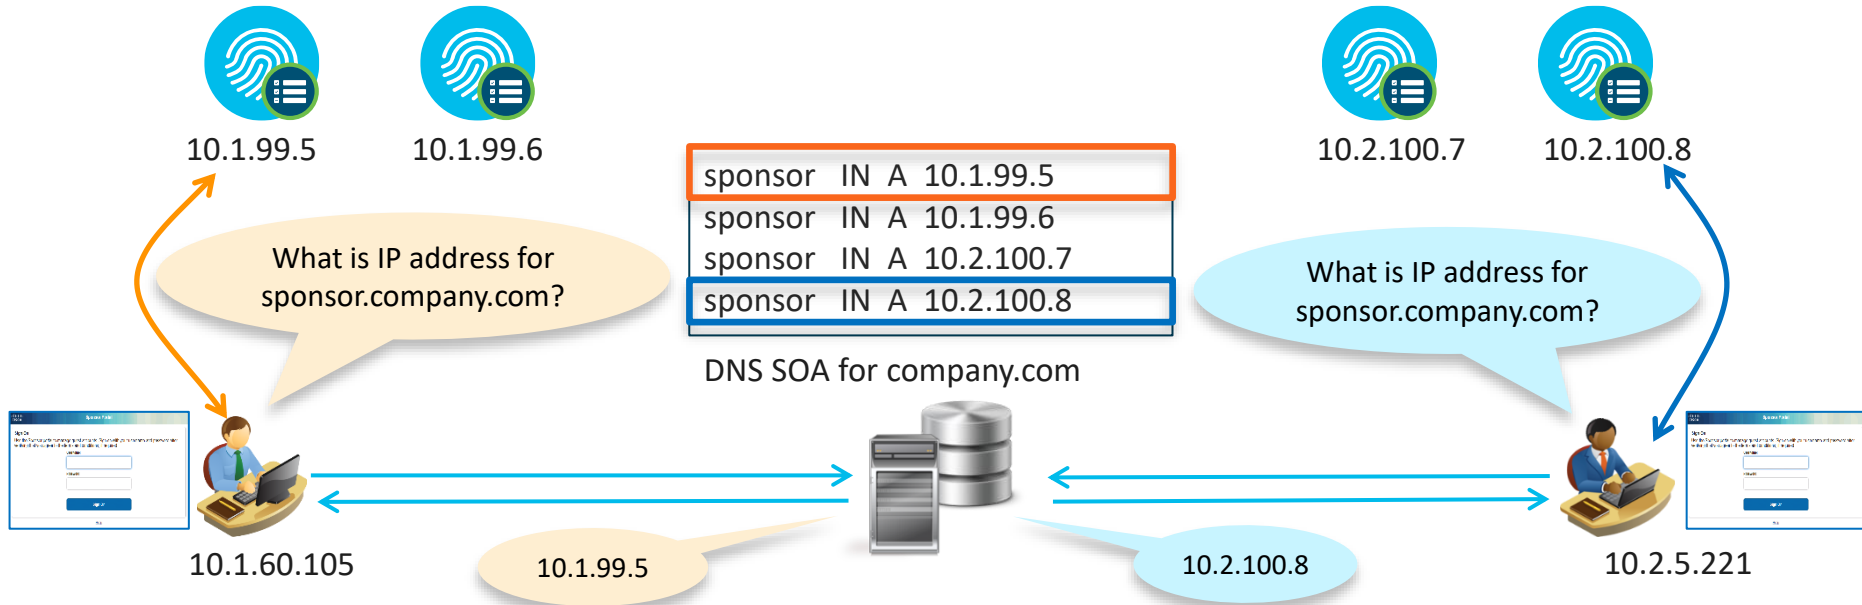 10.1.99.5
10.1.99.6
10.2.100.7
10.2.100.8
sponsor IN A 10.1.99.5
sponsor IN A 10.1.99.6
sponsor IN A 10.2.100.7
sponsor IN A 10.2.100.8
What is IP address for
sponsor.company.com?
What is IP address for
sponsor.company.com?
DNS SOA for company.com
Sign On
Sign On
10.1.60.105
10.1.99.5
10.2.100.8
10.2.5.221